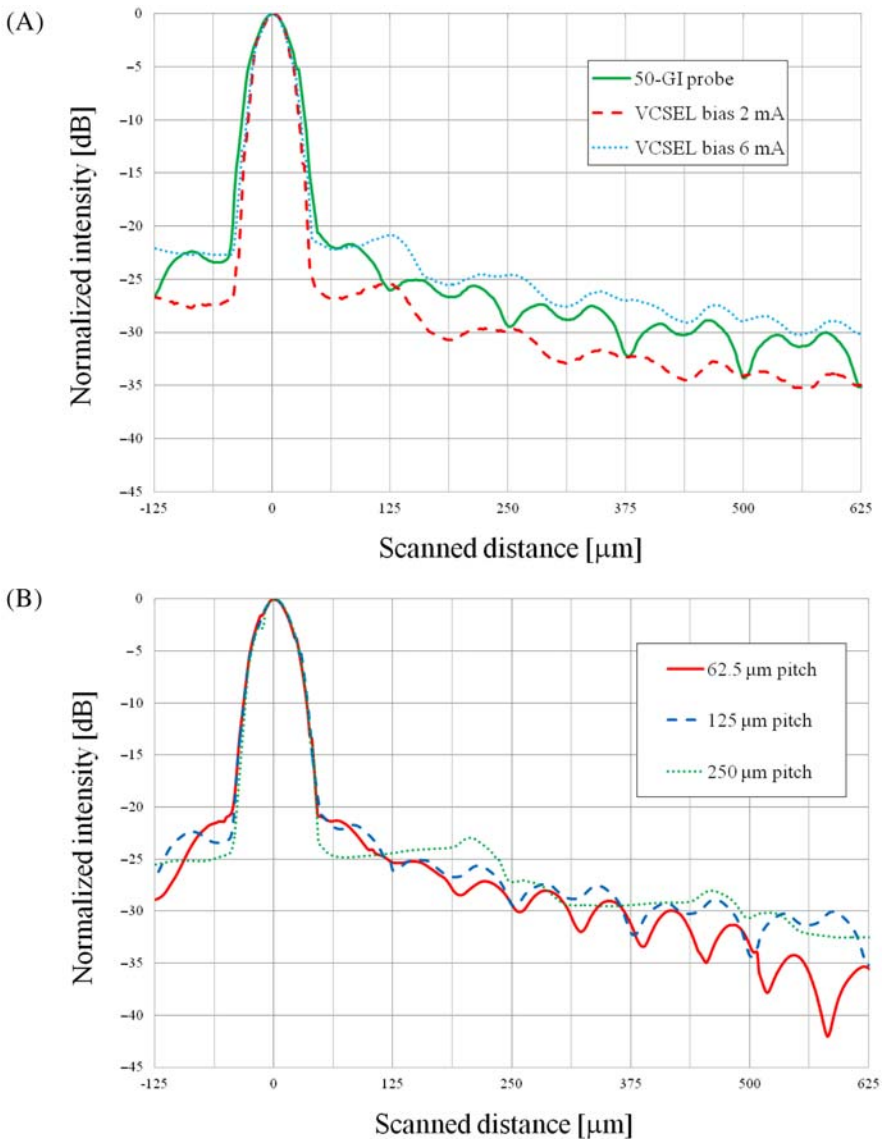 (A)
0
−5
−10
−15
−20
−25
−30
−35
−40
−45
Normalized intensity [dB]
50-GI probe
VCSEL bias 2 mA
VCSEL bias 6 mA
-125
0
125
250
375
500
625
Scanned distance [μm]
(B)
0
−5
−10
−15
−20
−25
−30
−35
−40
−45
Normalized intensity [dB]
62.5 μm pitch
125 μm pitch
250 μm pitch
-125
0
125
250
375
500
625
Scanned distance [μm]